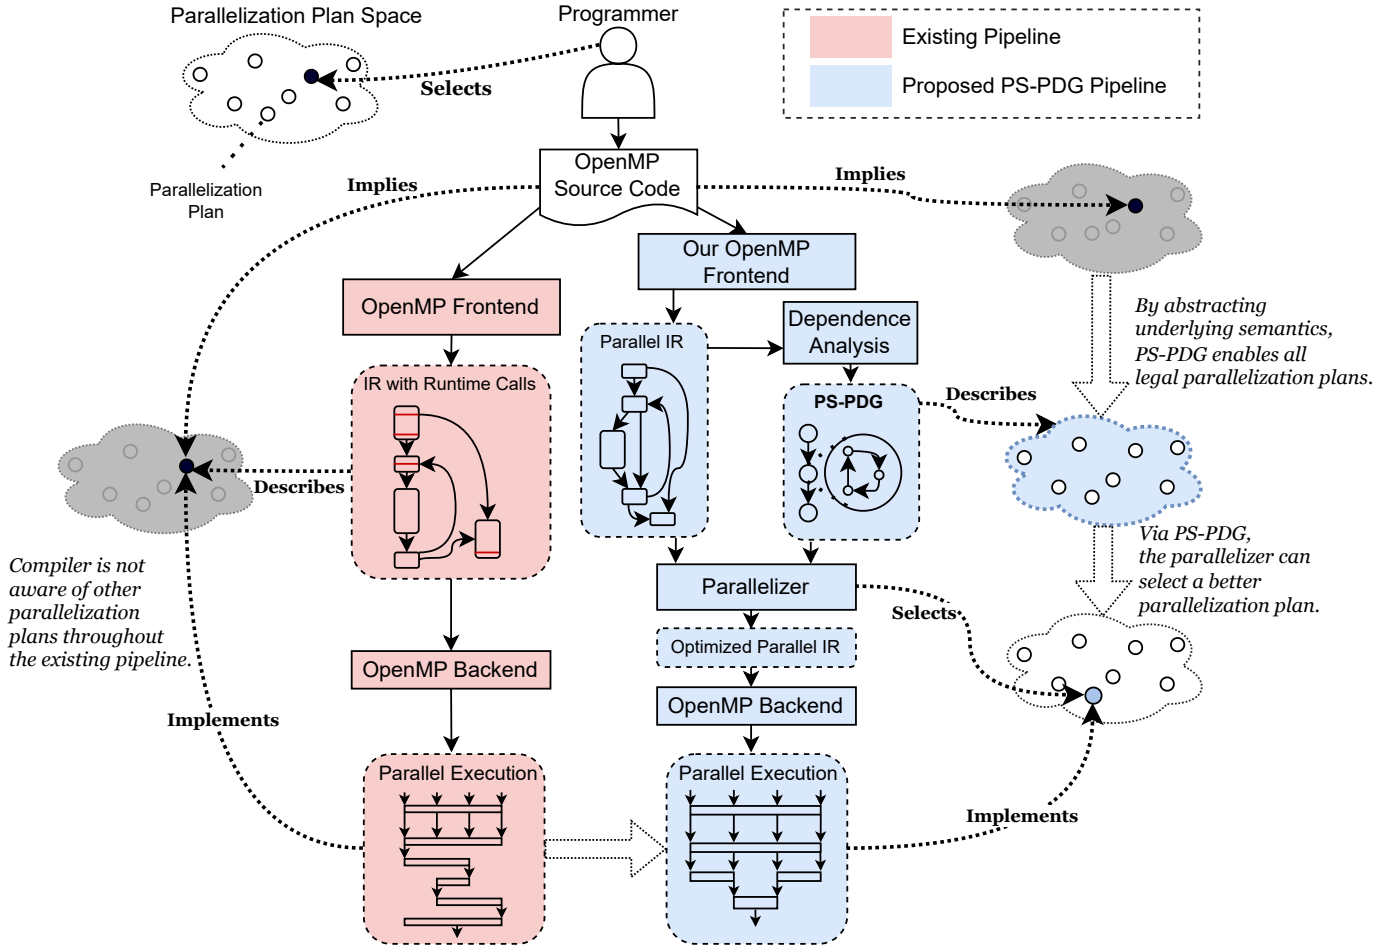 Parallelization Plan Space
Programmer
Existing Pipeline
Proposed PS-PDG Pipeline
Selects
Parallelization
Plan
OpenMP
Source Code
Implies
Implies
Our OpenMP
Frontend
OpenMP Frontend
Dependence
Analysis
Parallel IR
IR with Runtime Calls
PS-PDG
Describes
By abstracting
underlying semantics,
PS-PDG enables all
legal parallelization plans.
Describes
Compiler is not
aware of other
parallelization
plans throughout
the existing pipeline.
Via PS-PDG,
the parallelizer can
select a better
parallelization plan.
Parallelizer
Selects
Optimized Parallel IR
OpenMP Backend
OpenMP Backend
Implements
Parallel Execution
Parallel Execution
Implements